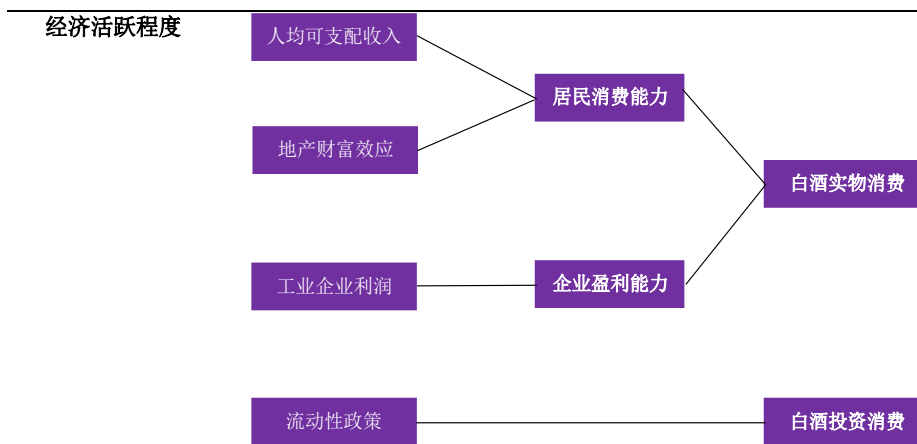 经济活跃程度
人均可支配收入
居民消费能力
地产财富效应
白酒实物消费
工业企业利润
企业盈利能力
流动性政策
白酒投资消费